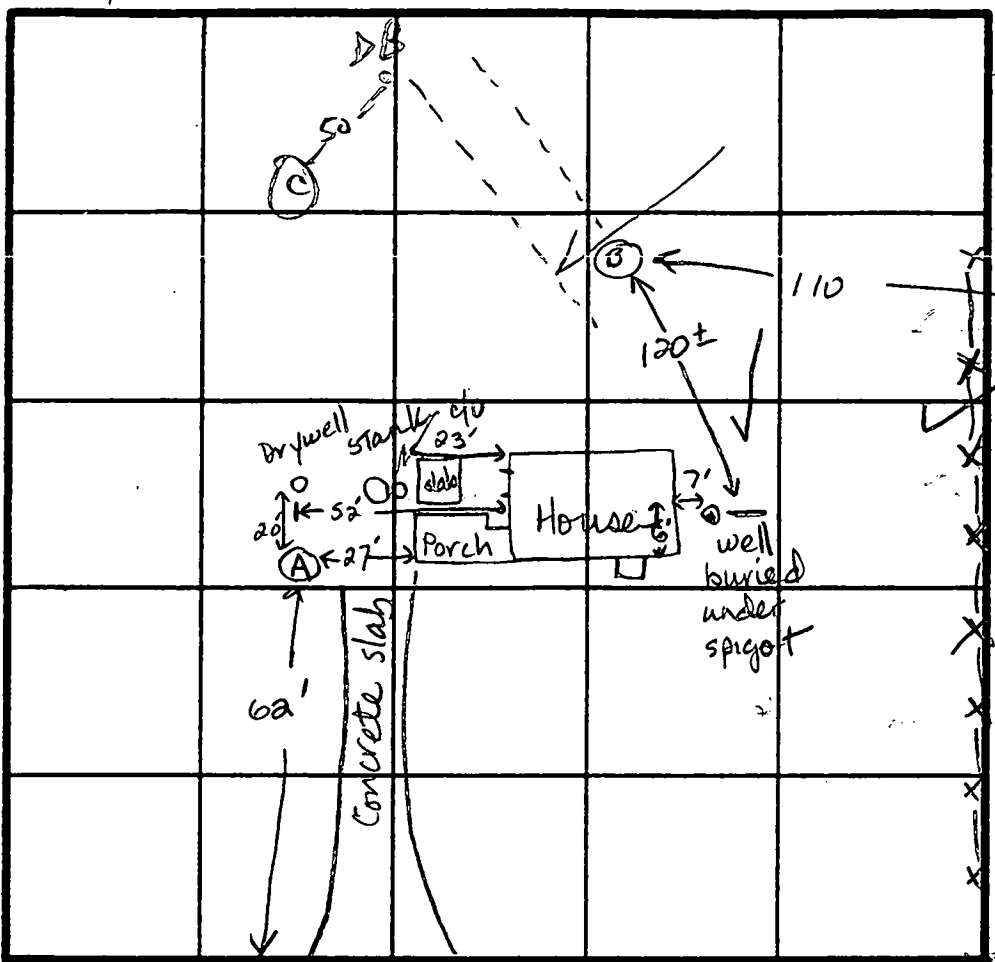 50
C
B
110
120±
Drywell
STank
c/o
23'
slab
20'
52'
House
7'
6'
Porch
A
27'
well
buried
under
spigot
62'
Concrete slab